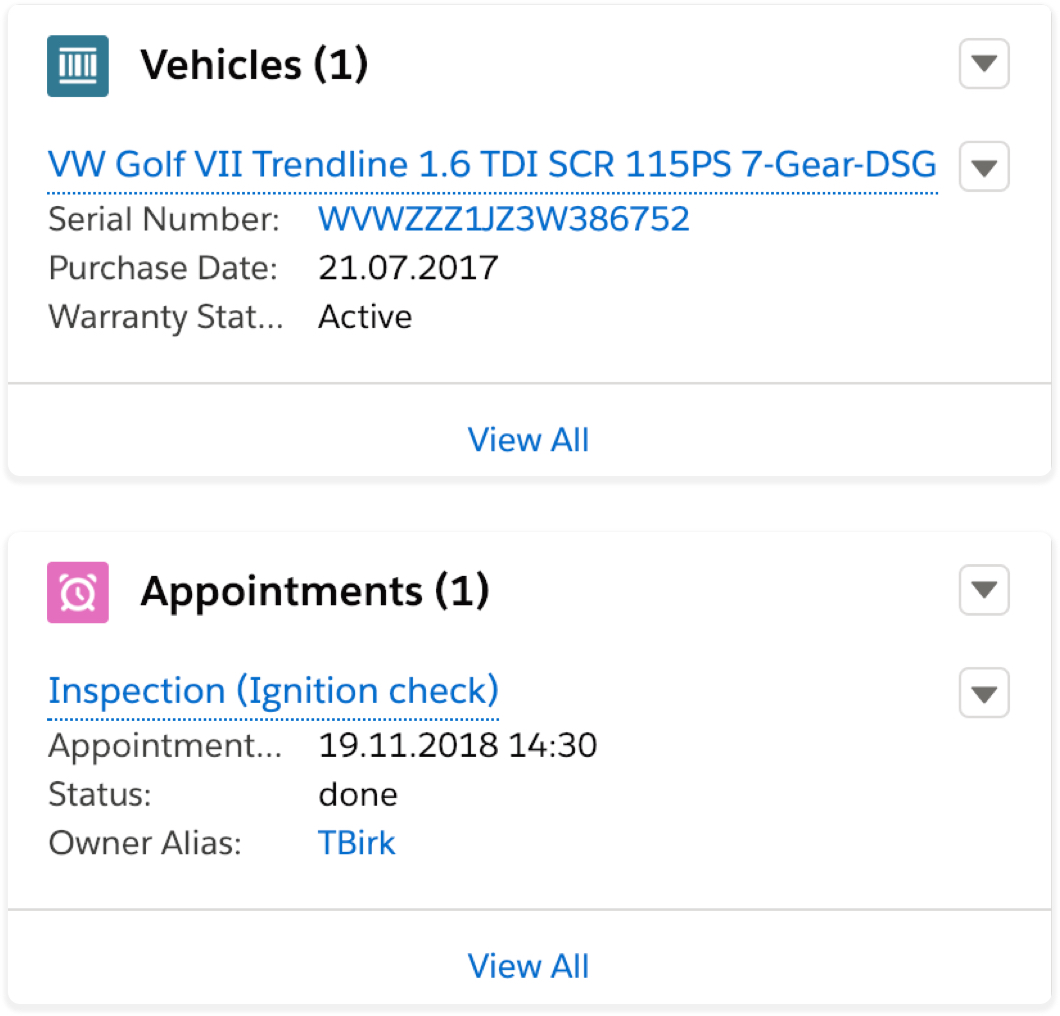 Vehicles (1)
VW Golf VII Trendline 1.6 TDI SCR 115PS 7-Gear-DSG
Serial Number: WVWZZZ1JZ3W386752
Purchase Date: 21.07.2017
Warranty Stat... Active
View All
Appointments (1)
Inspection (Ignition check)
Appointment... 19.11.2018 14:30
Status: done
Owner Alias: TBirk
View All